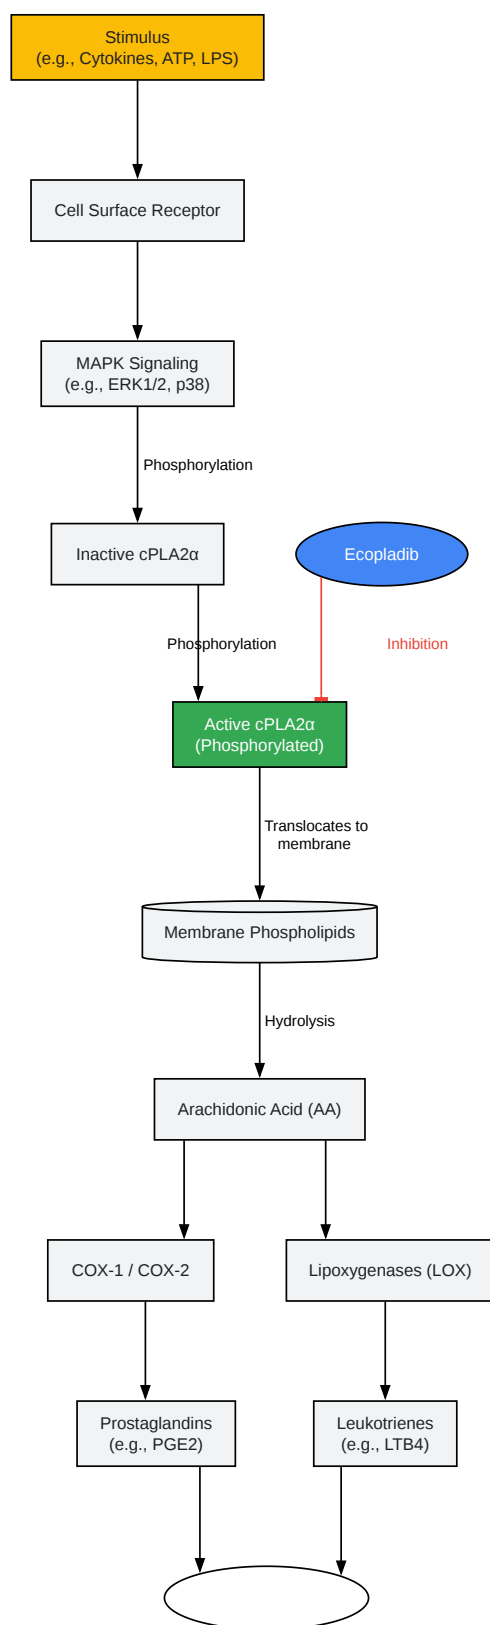 Stimulus
(e.g., Cytokines, ATP, LPS)
Cell Surface Receptor
MAPK Signaling
(e.g., ERK1/2, p38)
Phosphorylation
Inactive cPLA2α
Ecopladib
Phosphorylation
Inhibition
Active cPLA2α
(Phosphorylated)
Translocates to
membrane
Membrane Phospholipids
Hydrolysis
Arachidonic Acid (AA)
COX-1 / COX-2
Lipoxygenases (LOX)
Prostaglandins
(e.g., PGE2)
Leukotrienes
(e.g., LTB4)